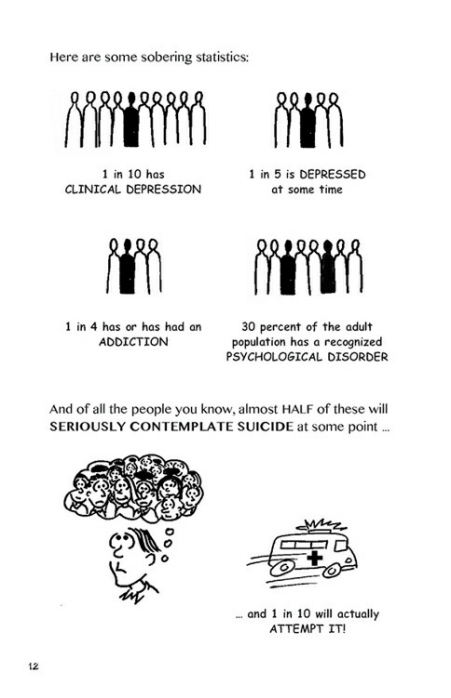 Here are some sobering statistics:
1 in 10 has
CLINICAL DEPRESSION
1 in 5 is DEPRESSED
at some time
1 in 4 has or has had an
ADDICTION
30 percent of the adult
population has a recognized
PSYCHOLOGICAL DISORDER
And of all the people you know, almost HALF of these will
SERIOUSLY CONTEMPLATE SUICIDE at some point ...
... and 1 in 10 will actually
ATTEMPT IT!
12